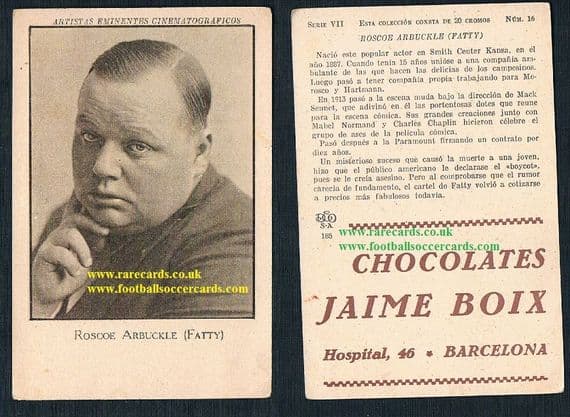 ARTISTAS EMINENTES CINEMATOGRAFICOS
www.rarecards.co.uk
www.footballsoccercards.com
ROSCOE ARBUCKLE (FATTY)
SERIE VII ESTA COLECCIÓN CONSTA DE 20 CROMOS NÚM. 16
ROSCOE ARBUCKLE (FATTY)
Nació este popular actor en Smith Center Kansa, en el
año 1887. Cuando tenía 15 años unióse a una compañía am-
bulante de las que hacen las delicias de los campesinos.
Luego pasó a tener compañía propia trabajando para Mo-
rosco y Hartmann.
En 1913 pasó a la escena muda bajo la dirección de Mack
Sennet, que adivinó en él las portentosas dotes que reune
para la escena cómica. Sus grandes creaciones junto con
Mabel Normand y Charles Chaplin hicieron célebre el
grupo de ases de la película cómica.
Pasó después a la Paramount firmando un contrato por
diez años.
Un misterioso suceso que causó la muerte a una joven,
hizo que el público americano le declarase el «boycot»,
pues se le creía asesino. Pero al comprobarse que el rumor
carecía de fundamento, el cartel de Fatty volvió a cotizarse
a precios más fabulosos todavía.
S.A
185
www.rarecards.co.uk
www.footballsoccercards.com
CHOCOLATES
JAIME BOIX
Hospital, 46 * BARCELONA